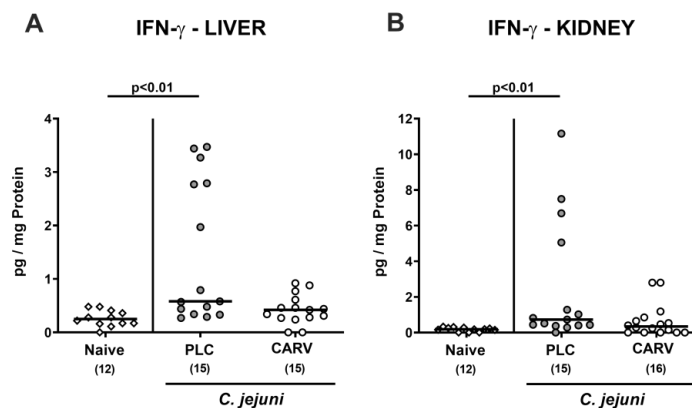 A
IFN-γ - LIVER
p<0.01
pg / mg Protein
4
3
2
1
0
Naive
PLC
CARV
(12)
(15)
(15)
C. jejuni
B
IFN-γ - KIDNEY
p<0.01
pg / mg Protein
12
10
8
6
4
2
0
Naive
PLC
CARV
(12)
(15)
(16)
C. jejuni